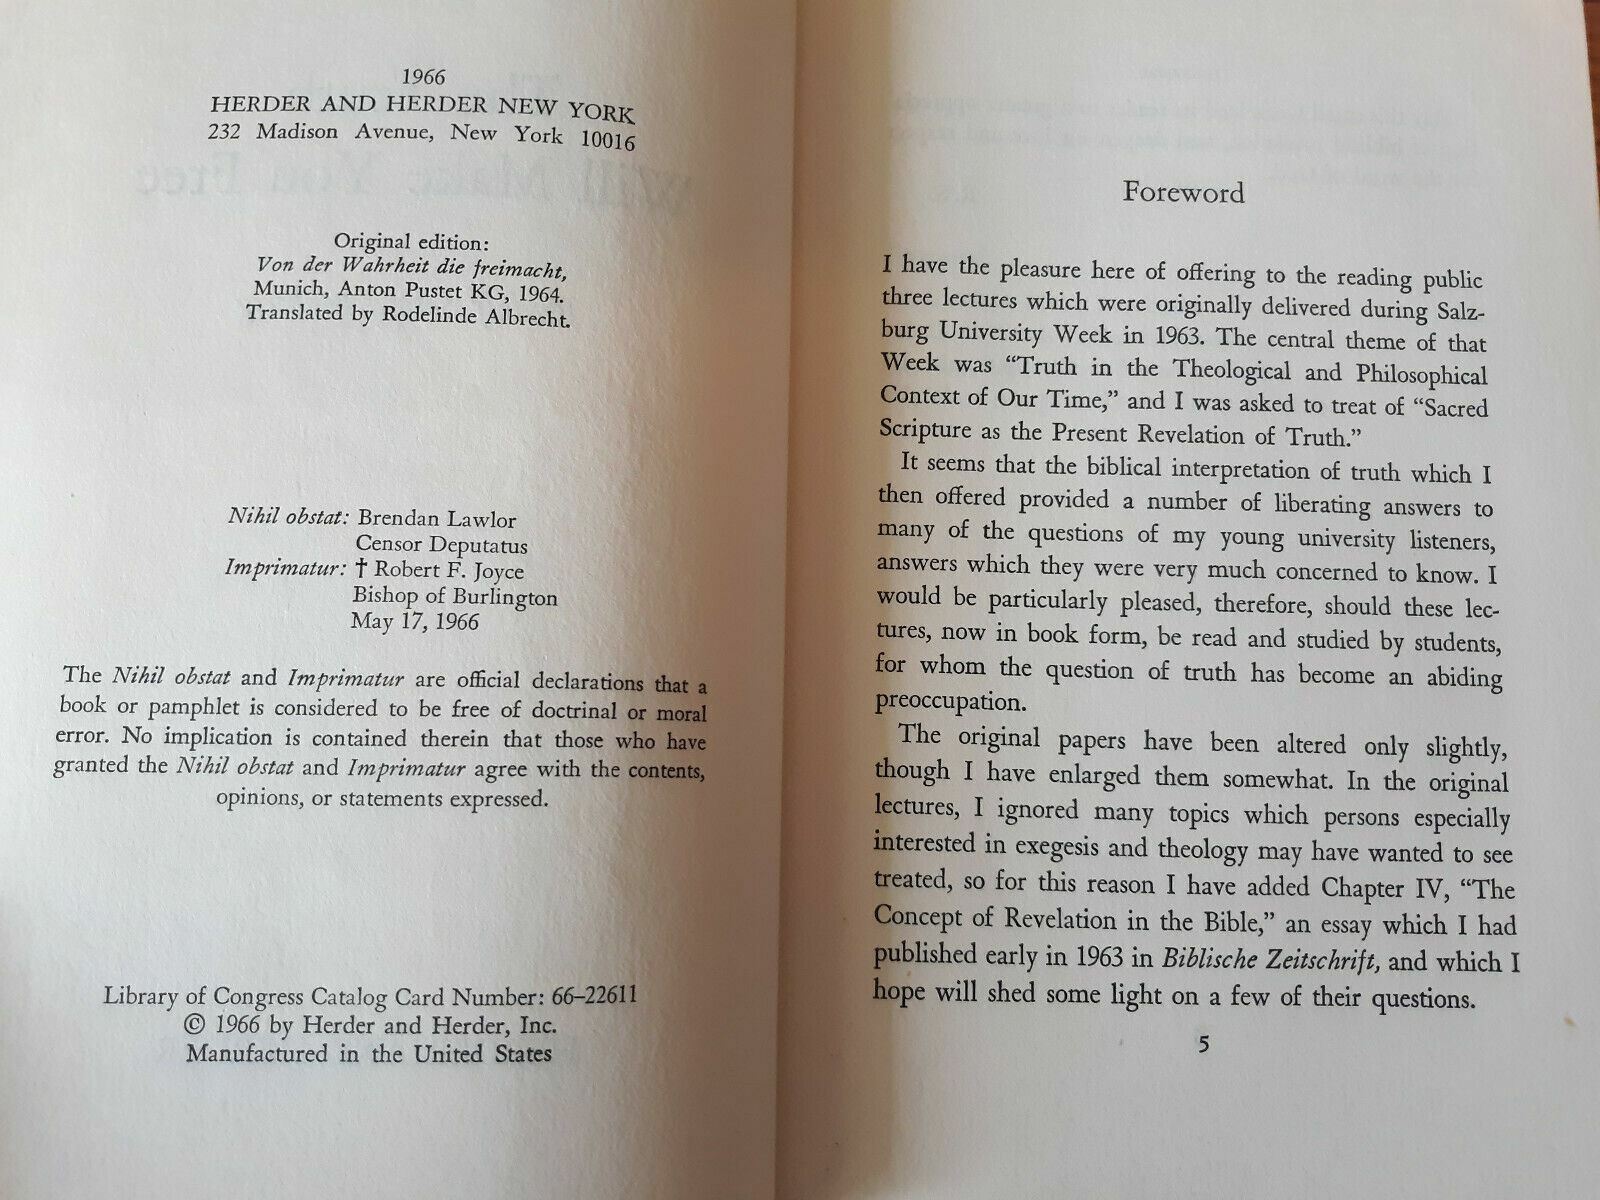 1966
HERDER AND HERDER NEW YORK
232 Madison Avenue, New York 10016
Original edition:
Von der Wahrheit die freimacht,
Munich, Anton Pustet KG, 1964.
Translated by Rodelinde Albrecht.
Nihil obstat: Brendan Lawlor
Censor Deputatus
Imprimatur: † Robert F. Joyce
Bishop of Burlington
May 17, 1966
The Nihil obstat and Imprimatur are official declarations that a
book or pamphlet is considered to be free of doctrinal or moral
error. No implication is contained therein that those who have
granted the Nihil obstat and Imprimatur agree with the contents,
opinions, or statements expressed.
Library of Congress Catalog Card Number: 66–22611
© 1966 by Herder and Herder, Inc.
Manufactured in the United States
Foreword
I have the pleasure here of offering to the reading public
three lectures which were originally delivered during Salz-
burg University Week in 1963. The central theme of that
Week was “Truth in the Theological and Philosophical
Context of Our Time,” and I was asked to treat of “Sacred
Scripture as the Present Revelation of Truth.”
It seems that the biblical interpretation of truth which I
then offered provided a number of liberating answers to
many of the questions of my young university listeners,
answers which they were very much concerned to know. I
would be particularly pleased, therefore, should these lec-
tures, now in book form, be read and studied by students,
for whom the question of truth has become an abiding
preoccupation.
The original papers have been altered only slightly,
though I have enlarged them somewhat. In the original
lectures, I ignored many topics which persons especially
interested in exegesis and theology may have wanted to see
treated, so for this reason I have added Chapter IV, “The
Concept of Revelation in the Bible,” an essay which I had
published early in 1963 in Biblische Zeitschrift, and which I
hope will shed some light on a few of their questions.
5